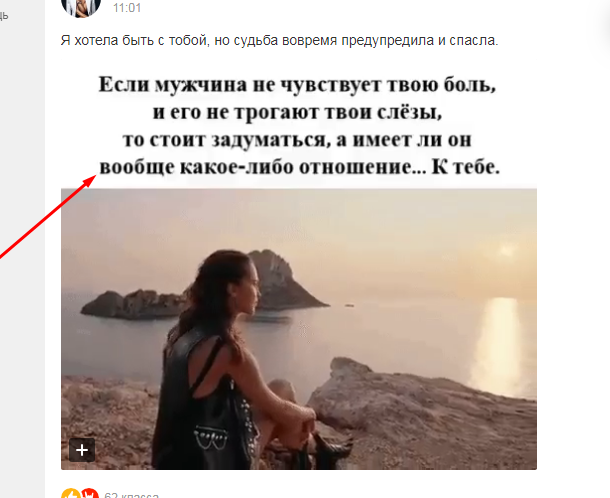 11:01
Я хотела быть с тобой, но судьба вовремя предупредила и спасла.
Если мужчина не чувствует твою боль,
и его не трогают твои слёзы,
то стоит задуматься, а имеет ли он
вообще какое-либо отношение... К тебе.
62 класса